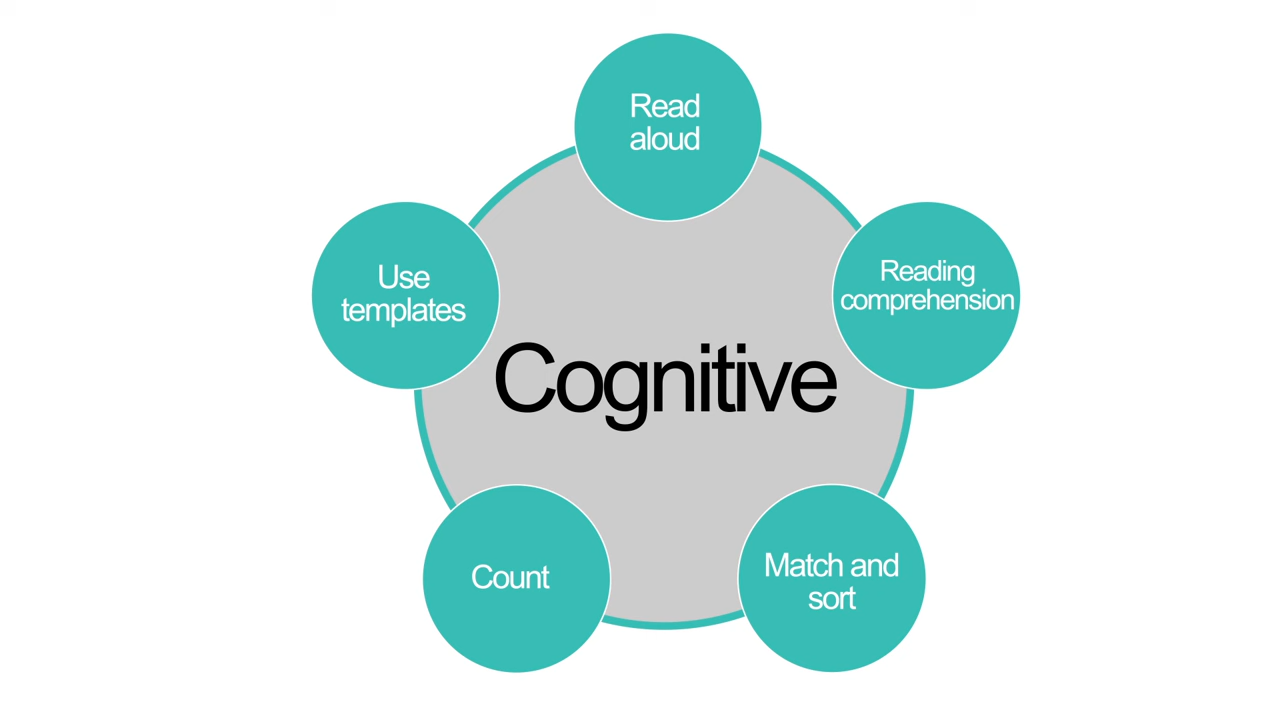 Read
aloud
Reading
comprehension
Match and
sort
Count
Use
templates
Cognitive